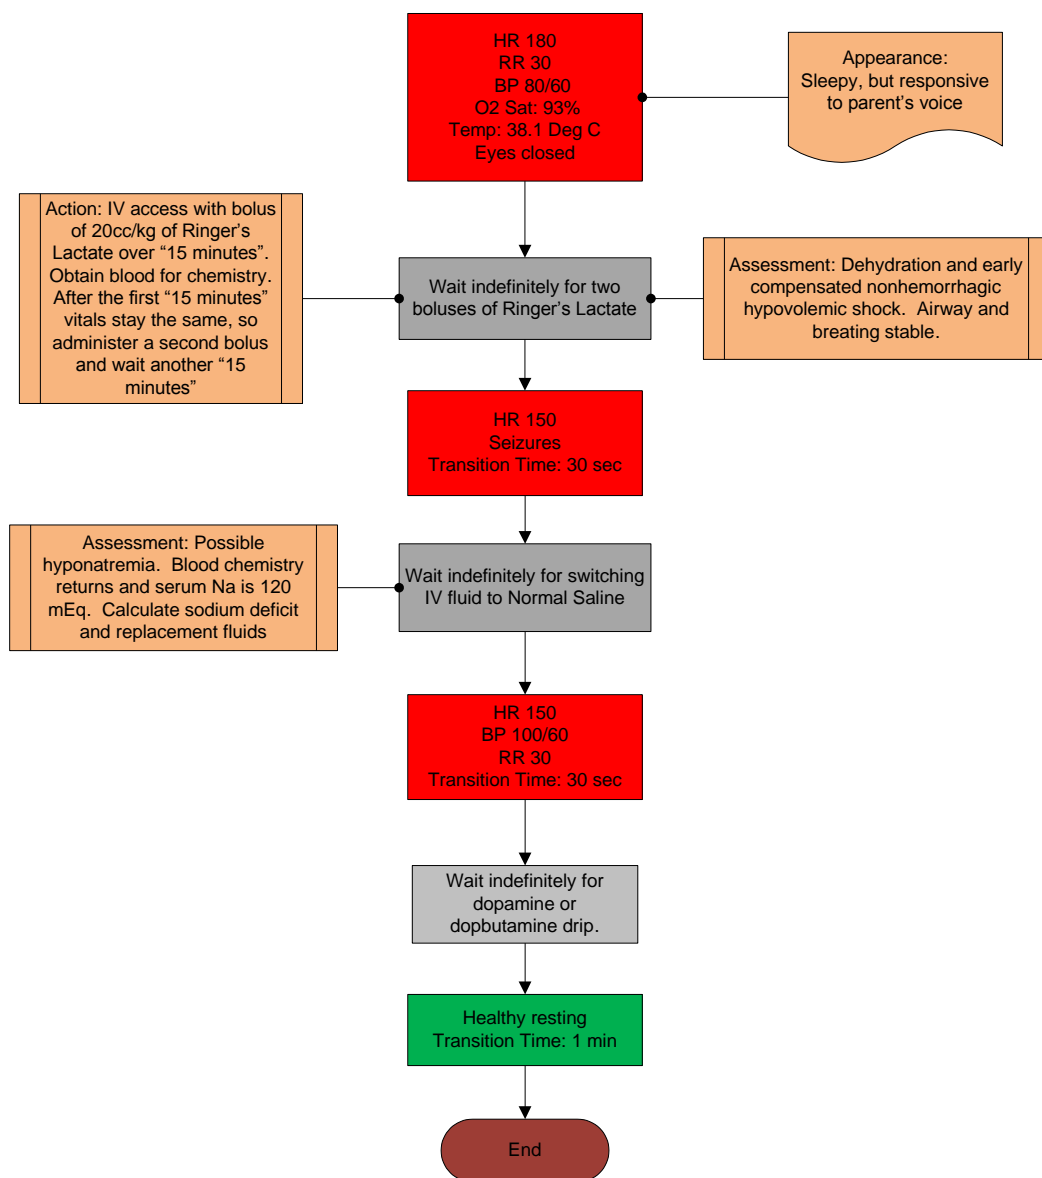 HR 180
RR 30
BP 80/60
O2 Sat: 93%
Temp: 38.1 Deg C
Eyes closed
Appearance:
Sleepy, but responsive
to parent's voice
Action: IV access with bolus
of 20cc/kg of Ringer's
Lactate over “15 minutes”.
Obtain blood for chemistry.
After the first “15 minutes”
vitals stay the same, so
administer a second bolus
and wait another “15
minutes”
Wait indefinitely for two
boluses of Ringer's Lactate
Assessment: Dehydration and early
compensated nonhemorrhagic
hypovolemic shock.  Airway and
breating stable.
HR 150
Seizures
Transition Time: 30 sec
Assessment: Possible
hyponatremia.  Blood chemistry
returns and serum Na is 120
mEq.  Calculate sodium deficit
and replacement fluids
Wait indefinitely for switching
IV fluid to Normal Saline
HR 150
BP 100/60
RR 30
Transition Time: 30 sec
Wait indefinitely for
dopamine or
dopbutamine drip.
Healthy resting
Transition Time: 1 min
End